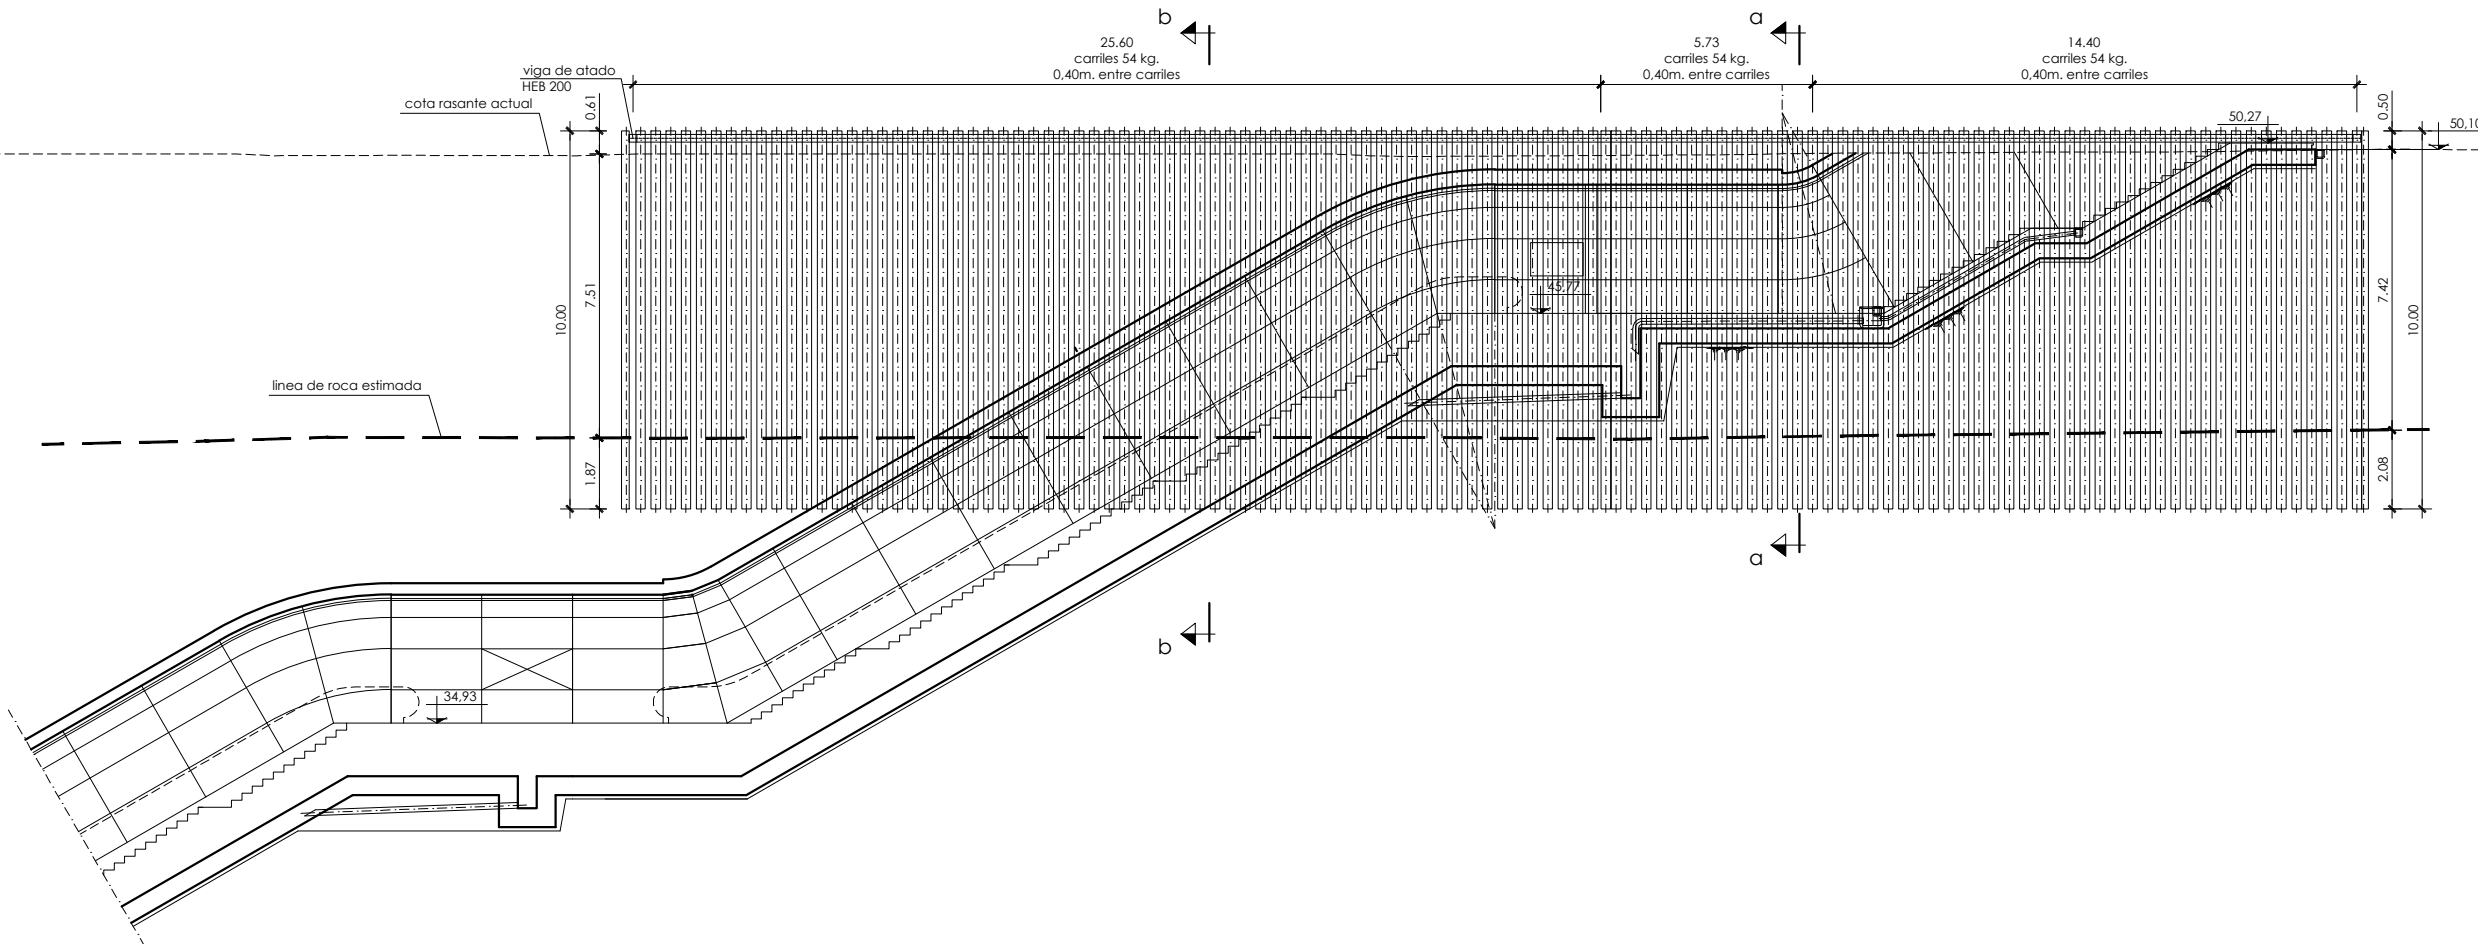 b
a
25.60
carriles 54 kg.
0,40m. entre carriles
5.73
carriles 54 kg.
0,40m. entre carriles
14.40
carriles 54 kg.
0,40m. entre carriles
viga de atado
HEB 200
cota rasante actual
0.61
0.50
50,27
50,10
10.00
7.51
45,77
7.42
10.00
linea de roca estimada
1.87
2.08
a
b
34,93